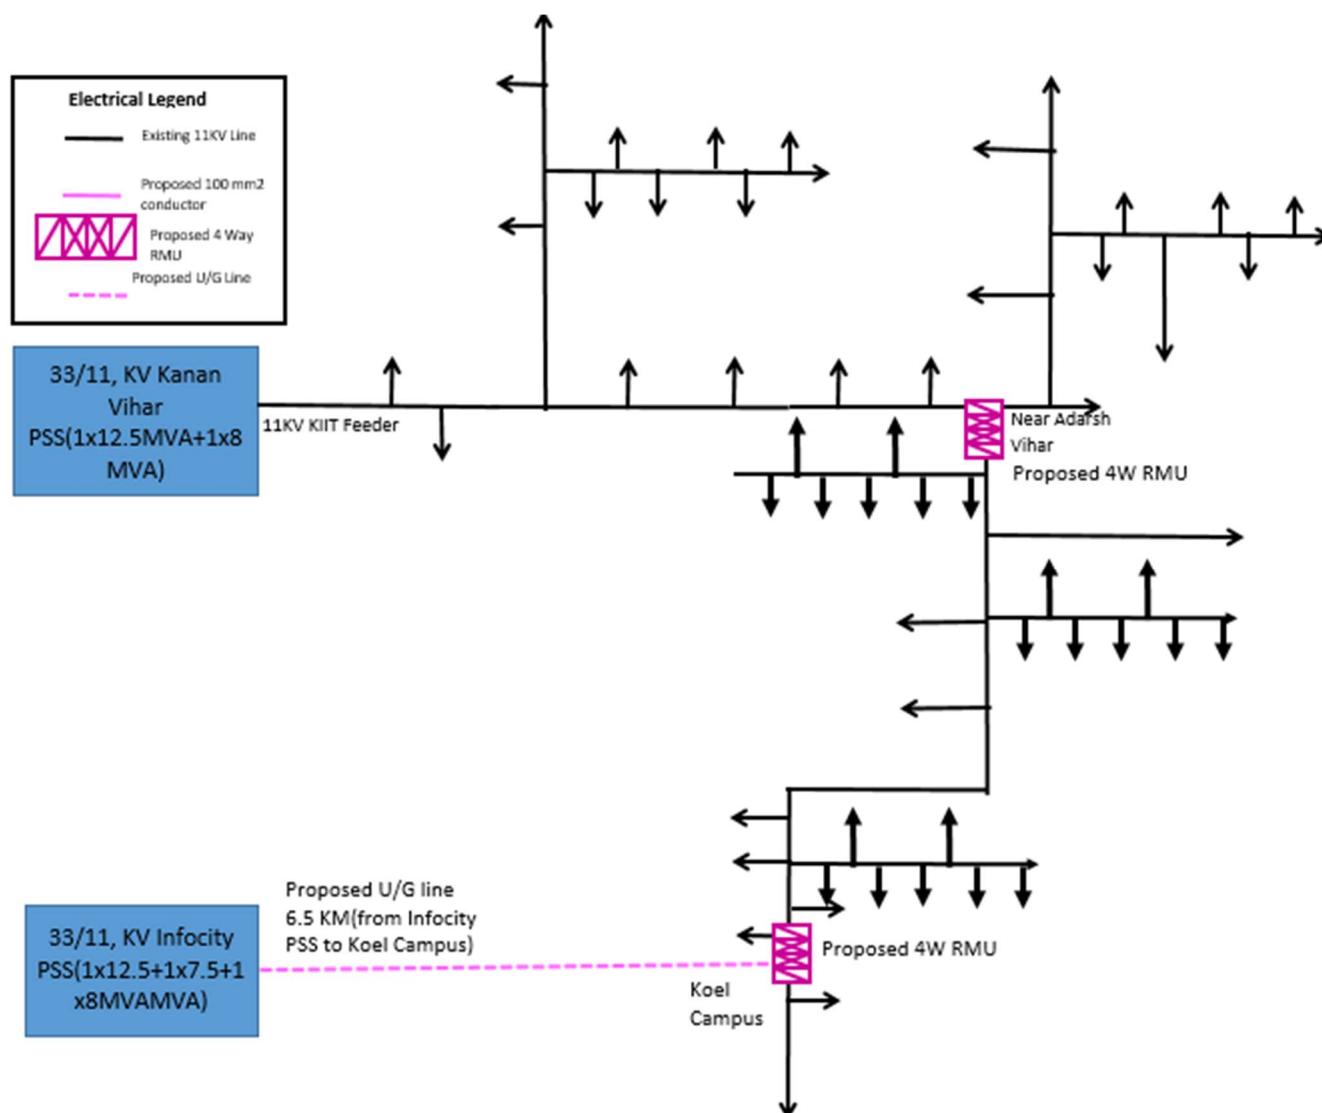 Electrical Legend
Existing 11KV Line
Proposed 100 mm2
conductor
Proposed 4 Way
RMU
Proposed U/G Line
33/11, KV Kanan
Vihar
PSS(1x12.5MVA+1x8
MVA)
11KV KIIT Feeder
Near Adarsh
Vihar
Proposed 4W RMU
Proposed U/G line
6.5 KM(from Infocity
PSS to Koel Campus)
33/11, KV Infocity
PSS(1x12.5+1x7.5+1
x8MVAMVA)
Proposed 4W RMU
Koel
Campus